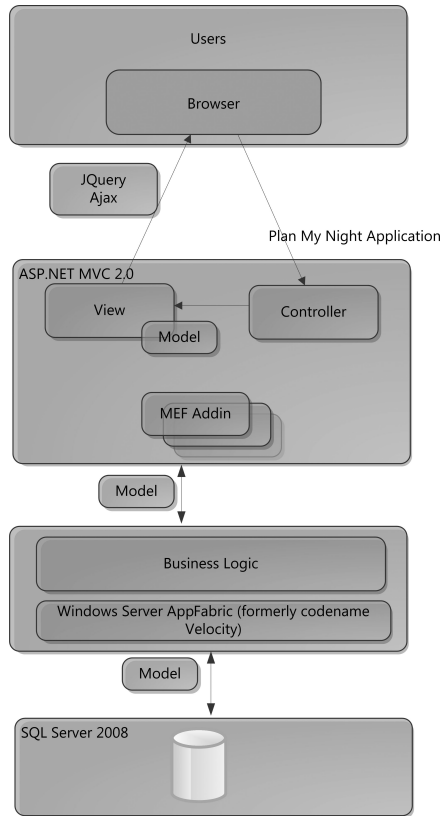 Users
Browser
JQuery
Ajax
Plan My Night Application
ASP.NET MVC 2.0
View
Controller
Model
MEF Addin
Model
Business Logic
Windows Server AppFabric (formerly codename
Velocity)
Model
SQL Server 2008